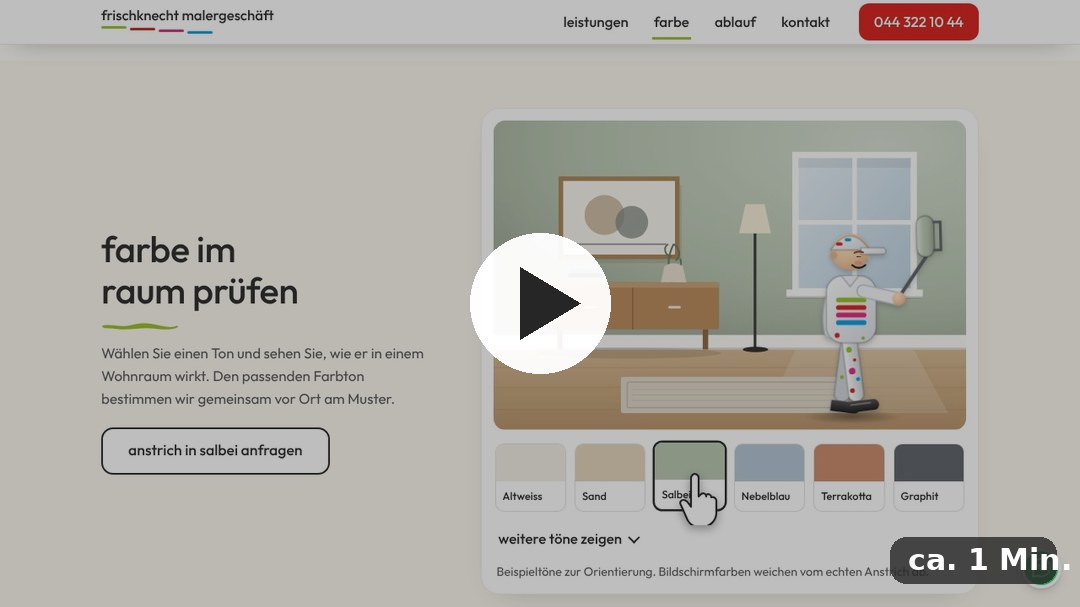 frischknecht malergeschäft
leistungen farbe ablauf kontakt 044 322 10 44
farbe im
raum prüfen
Wählen Sie einen Ton und sehen Sie, wie er in einem
Wohnraum wirkt. Den passenden Farbton
bestimmen wir gemeinsam vor Ort am Muster.
anstrich in salbei anfragen
Altweiss Sand Salbei Nebelblau Terrakotta Graphit
weitere töne zeigen
Beispieltöne zur Orientierung. Bildschirmfarben weichen vom echten
ca. 1 Min.